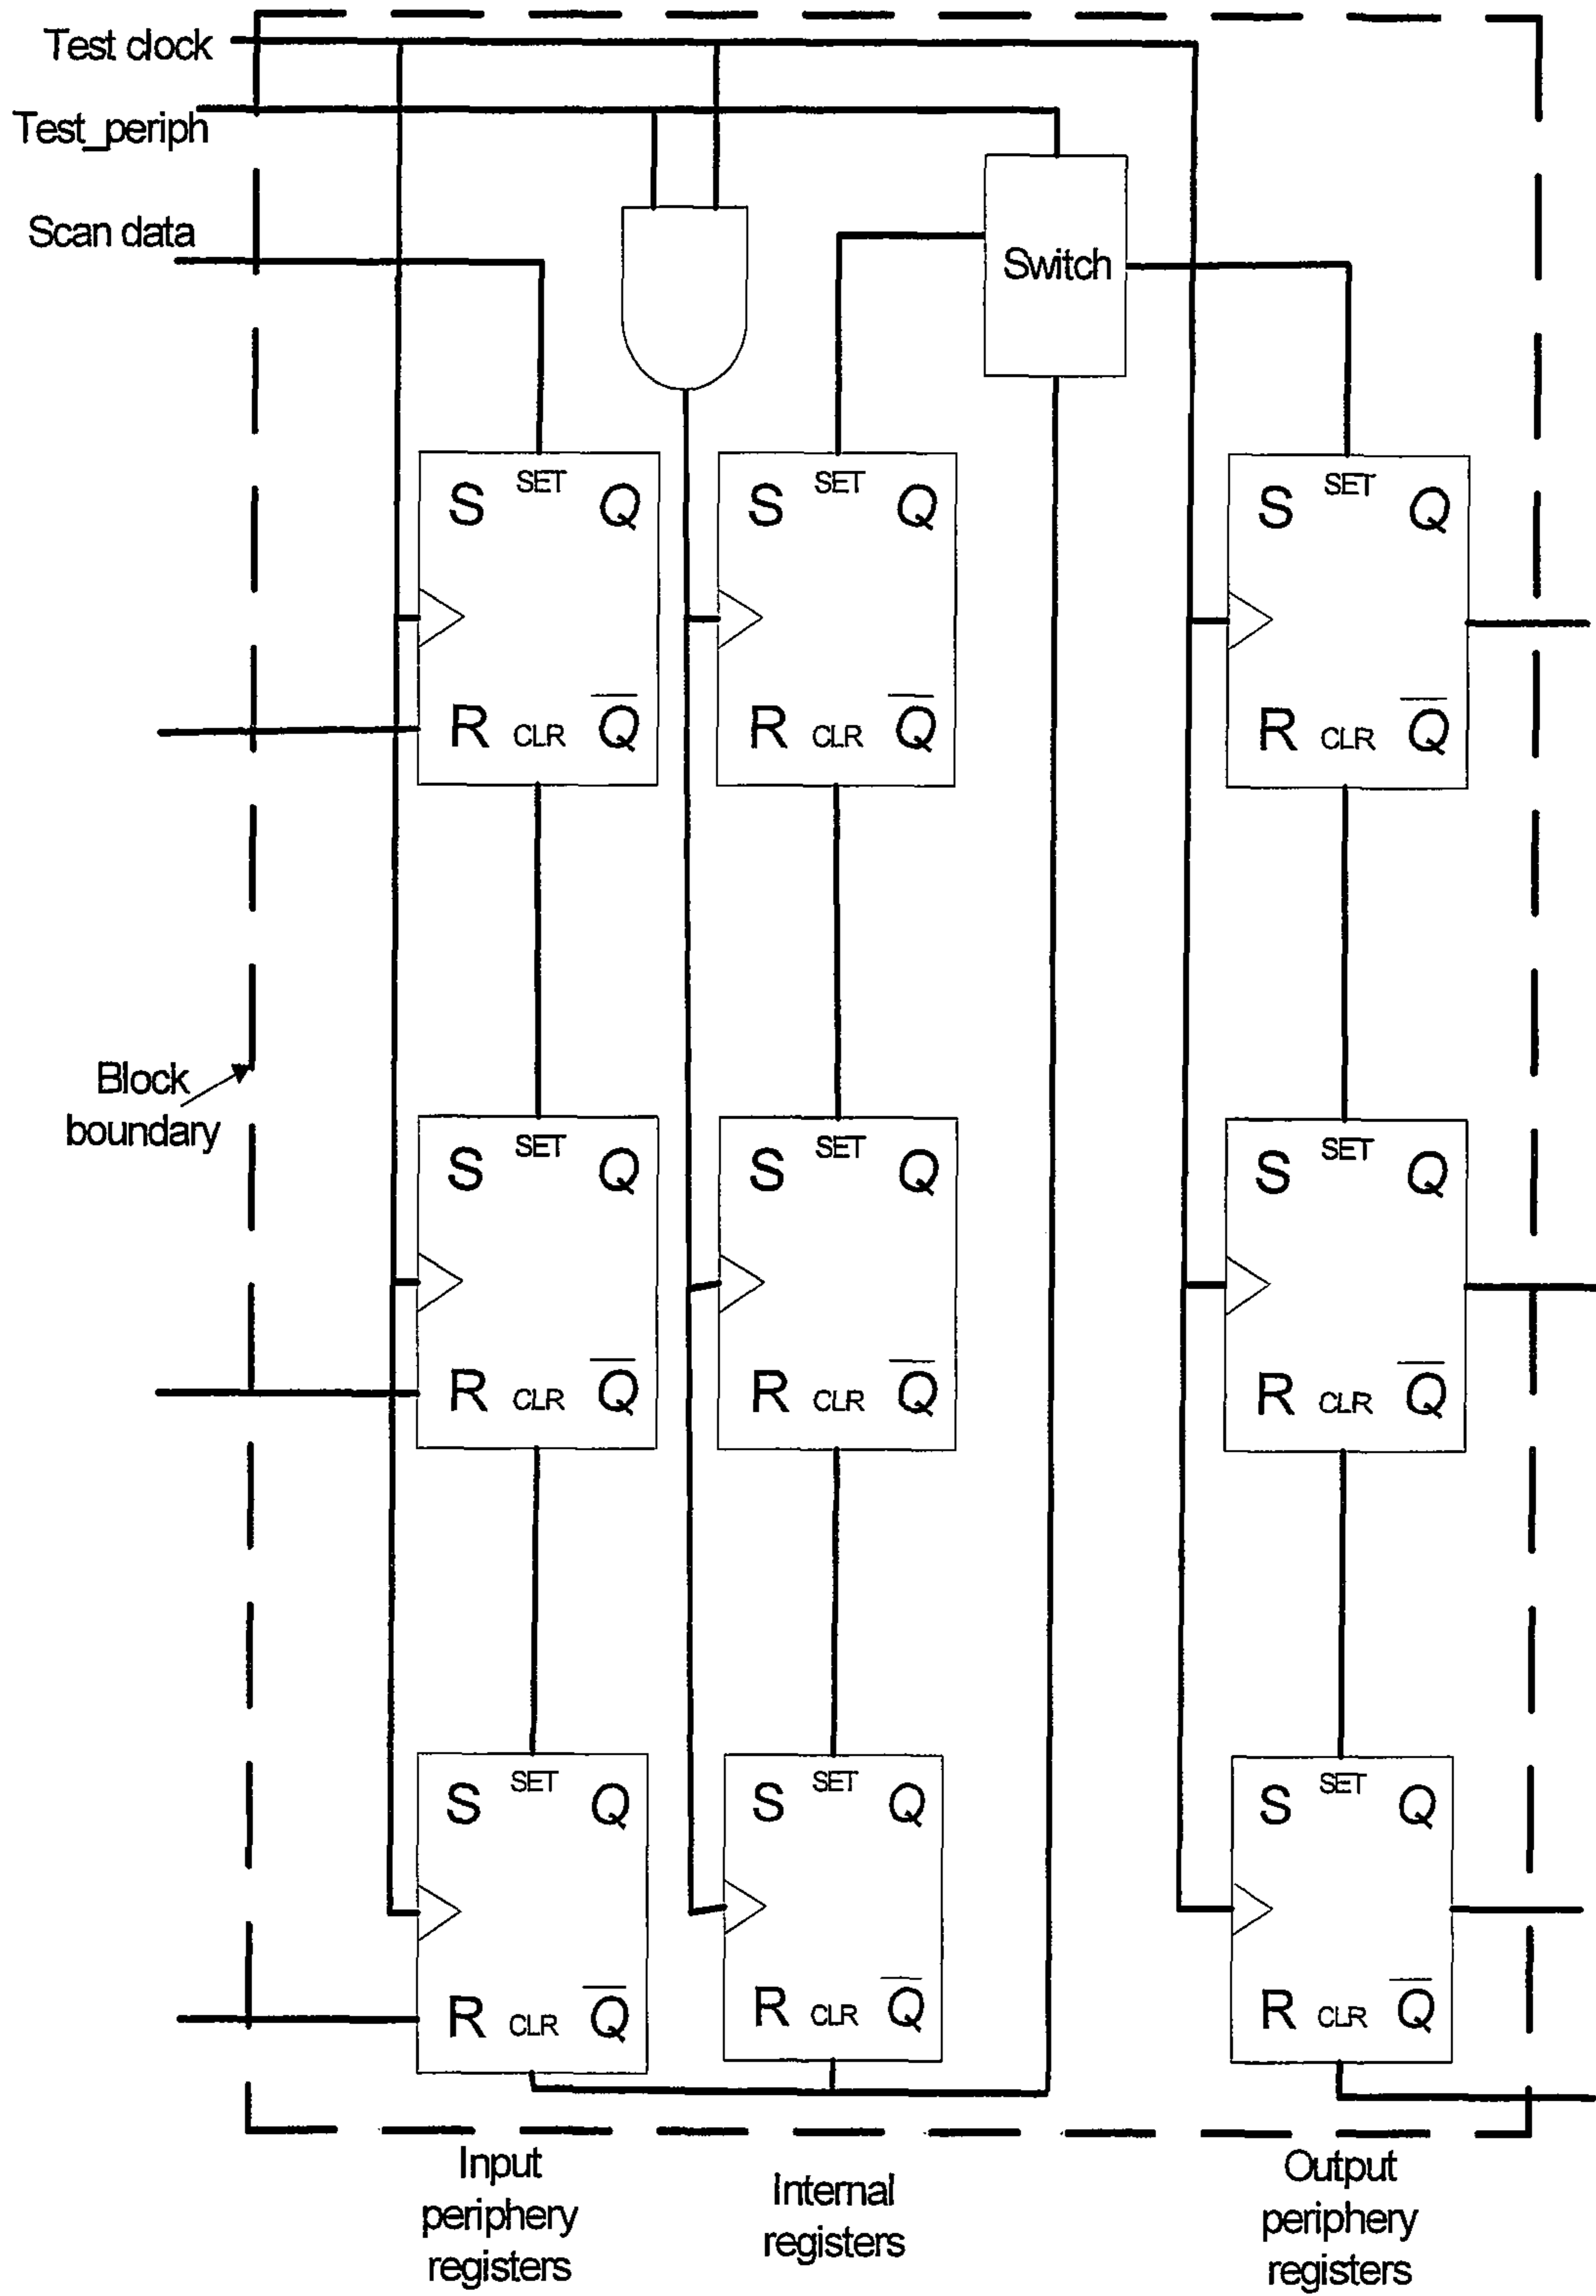 Test clock
Test_periph
Scan data
Switch
S SET Q
R CLR Q̅
S SET Q
R CLR Q̅
S SET Q
R CLR Q̅
Block
boundary
S SET Q
R CLR Q̅
S SET Q
R CLR Q̅
S SET Q
R CLR Q̅
S SET Q
R CLR Q̅
S SET Q
R CLR Q̅
S SET Q
R CLR Q̅
Input
periphery
registers
Internal
registers
Output
periphery
registers